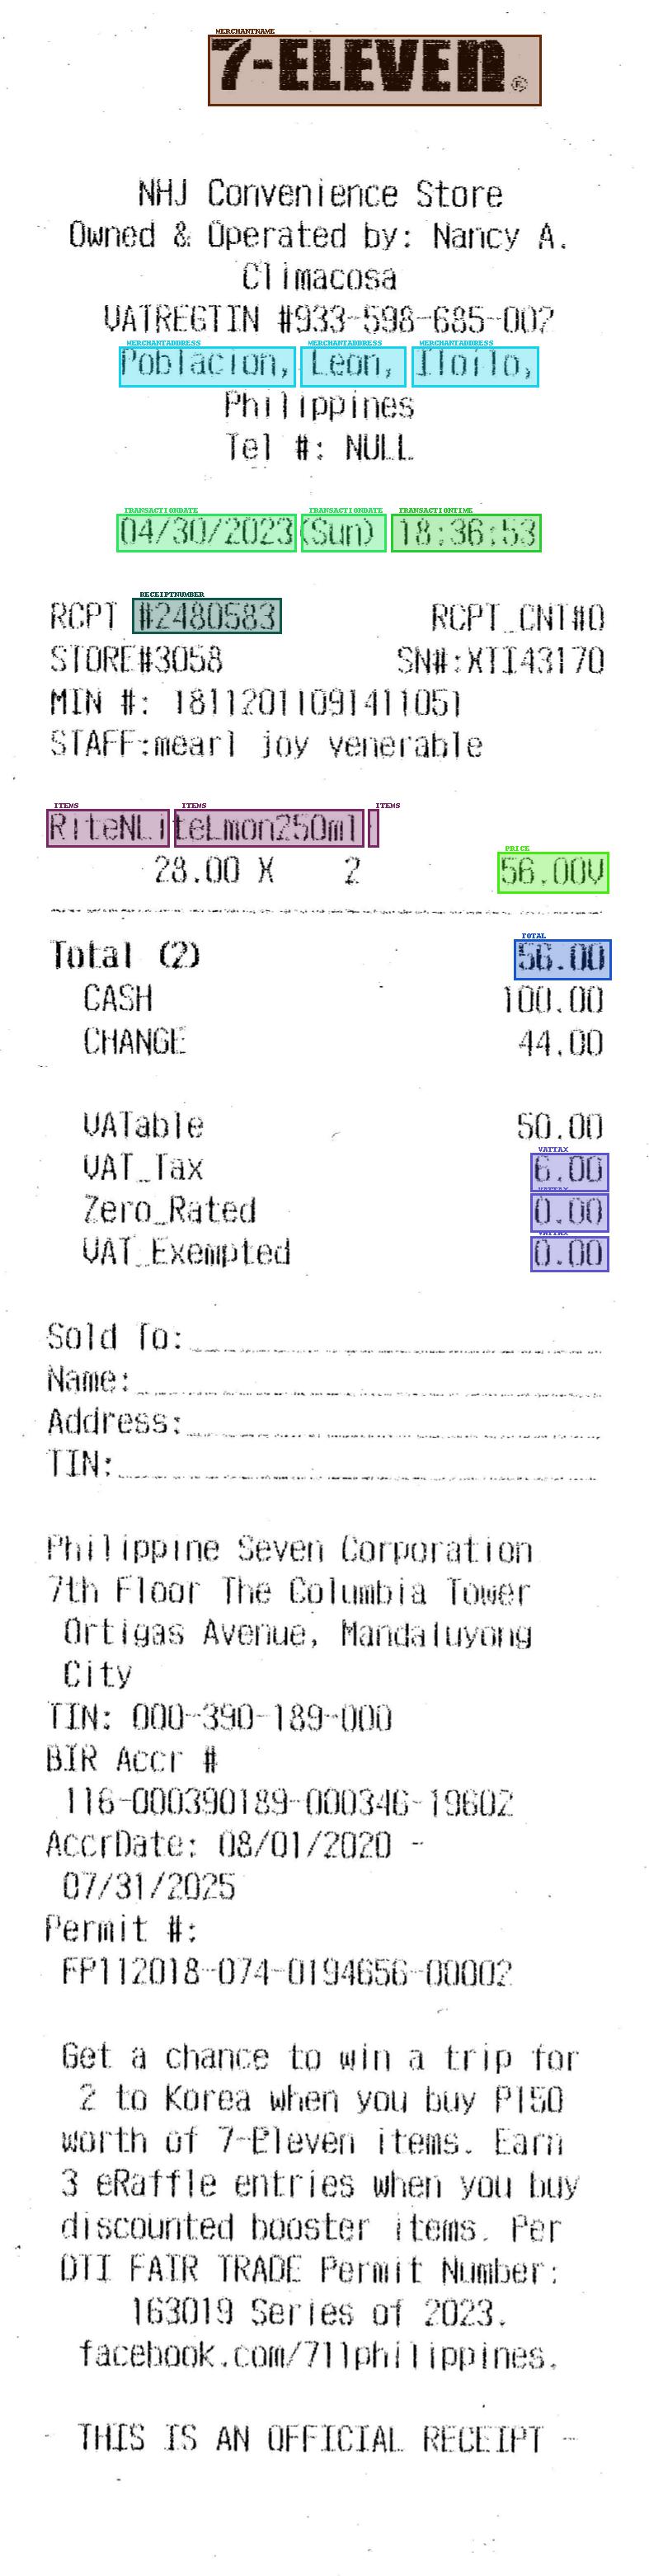 MERCHANTNAME
7-ELEVEn®
NHJ Convenience Store
Owned & Operated by: Nancy A.
Climacosa
VATREGTIN #933-598-685-002
MERCHANTADDRESS MERCHANTADDRESS MERCHANTADDRESS
Poblacion, Leon, Iloilo,
Philippines
Tel #: NULL
TRANSACTIONDATE TRANSACTIONDATE TRANSACTIONTIME
04/30/2023(Sun) 18:36:53
RECEIPTNUMBER
RCPT #2480583 RCPT_CNT#0
STORE#3058 SN#:XTI43170
MIN #: 18112011091411051
STAFF:mearl joy venerable
ITEMS ITEMS ITEMS
RiteNLiteLmon250ml
PRICE
28.00 X 2 56.00V
TOTAL
Total (2) 56.00
CASH 100.00
CHANGE 44.00
VATable 50.00
VATTAX
VAT_Tax 6.00
VATTAX
Zero_Rated 0.00
VATTAX
VAT_Exempted 0.00
Sold To:
Name:
Address:
TIN:
Philippine Seven Corporation
7th Floor The Columbia Tower
Ortigas Avenue, Mandaluyong
City
TIN: 000-390-189-000
BIR Accr #
116-000390189-000346-19602
AccrDate: 08/01/2020 -
07/31/2025
Permit #:
FP112018-074-0194656-00002
Get a chance to win a trip for
2 to Korea when you buy P150
worth of 7-Eleven items. Earn
3 eRaffle entries when you buy
discounted booster items. Per
DTI FAIR TRADE Permit Number:
163019 Series of 2023.
facebook.com/711philippines.
- THIS IS AN OFFICIAL RECEIPT -